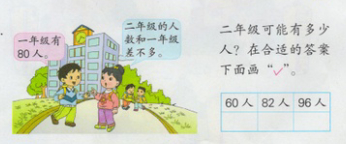 一年级有
80人。
二年级的人
数和一年级
差不多。
二年级可能有多少
人？在合适的答案
下面画“✓”。
60人 82人 96人